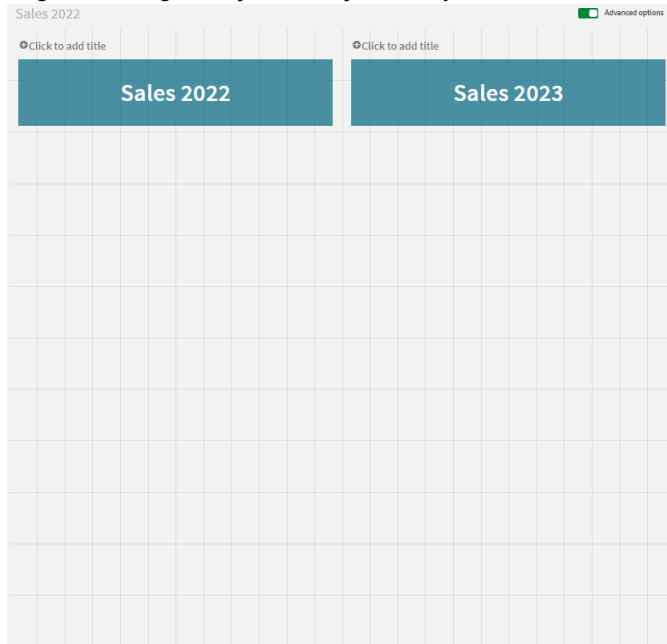 Sales 2022
Advanced options
Click to add title
Click to add title
Sales 2022
Sales 2023